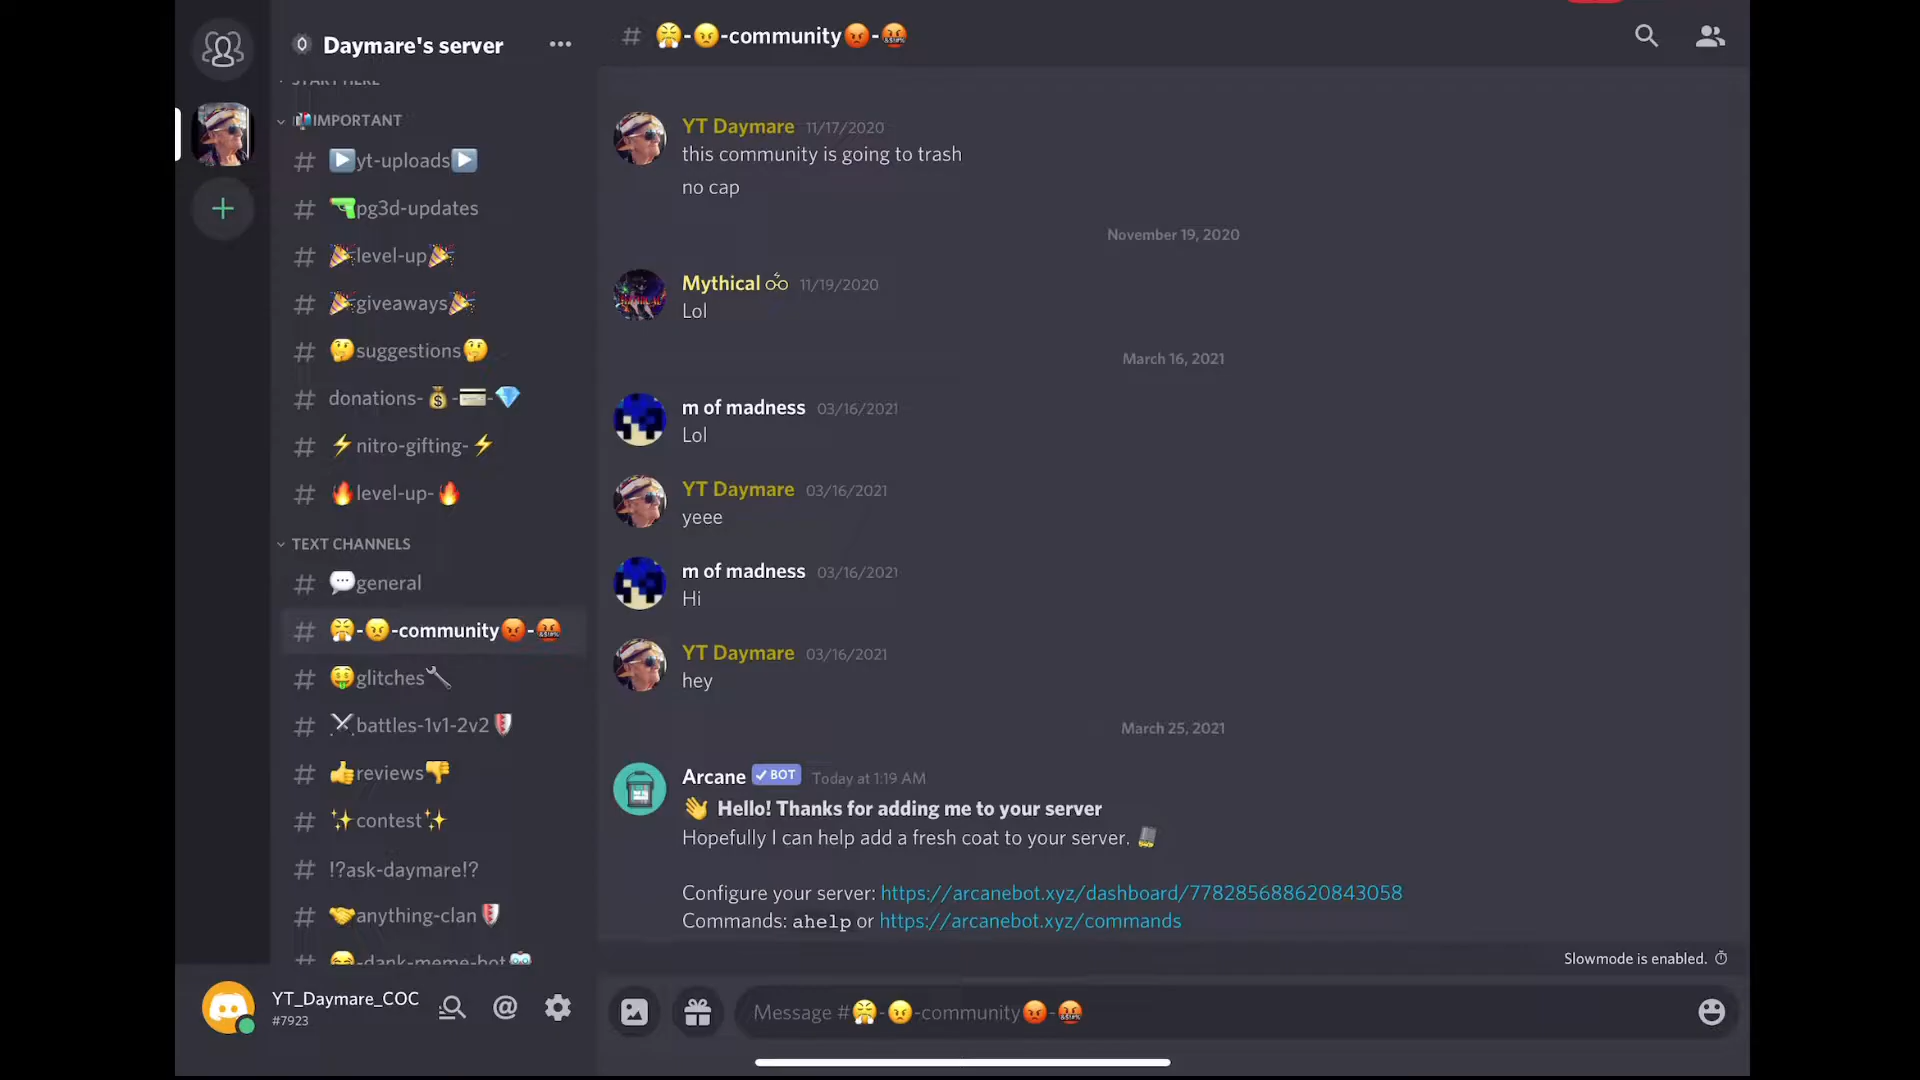 Daymare's server
START HERE
📬IMPORTANT
# ▶️yt-uploads▶️
# 🔫pg3d-updates
# 🎉level-up🎉
# 🎉giveaways🎉
# 🤔suggestions🤔
# donations-💰-💳-💎
# ⚡nitro-gifting-⚡
# 🔥level-up-🔥
TEXT CHANNELS
# 💬general
# 😤-😠-community😡-🤬
# 🤑glitches🔧
# ⚔️battles-1v1-2v2🛡️
# 👍reviews👎
# ✨contest✨
# !?ask-daymare!?
# 🤝anything-clan🛡️
# 😂-dank-meme-bot🤖
YT_Daymare_COC
#7923
# 😤-😠-community😡-🤬
YT Daymare 11/17/2020
this community is going to trash
no cap
November 19, 2020
Mythical 11/19/2020
Lol
March 16, 2021
m of madness 03/16/2021
Lol
YT Daymare 03/16/2021
yeee
m of madness 03/16/2021
Hi
YT Daymare 03/16/2021
hey
March 25, 2021
Arcane ✓ BOT Today at 1:19 AM
👋 Hello! Thanks for adding me to your server
Hopefully I can help add a fresh coat to your server.
Configure your server: https://arcanebot.xyz/dashboard/778285688620843058
Commands: ahelp or https://arcanebot.xyz/commands
Slowmode is enabled.
Message #😤-😠-community😡-🤬